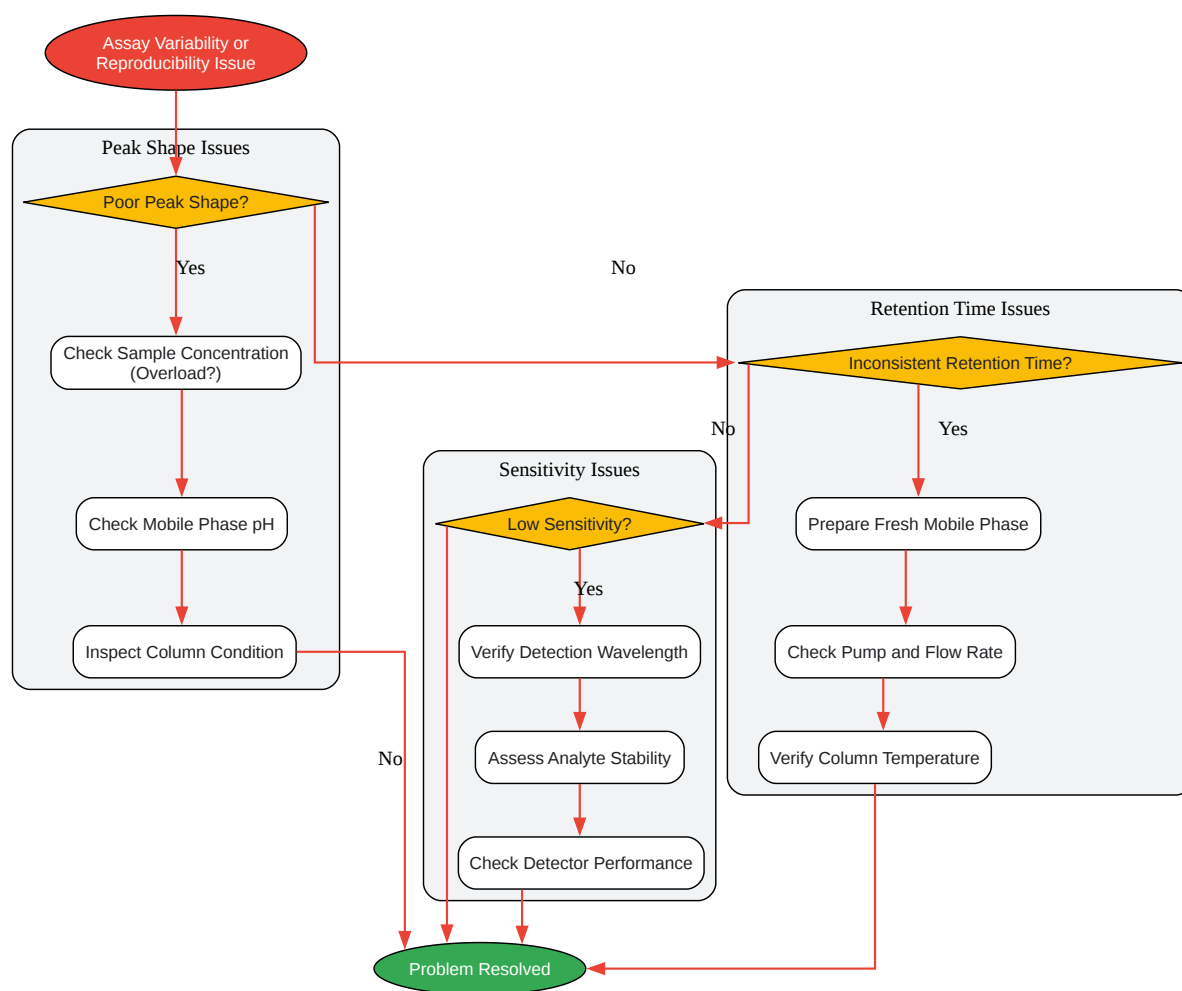 Assay Variability or
Reproducibility Issue
Peak Shape Issues
Poor Peak Shape?
Yes
No
Check Sample Concentration
(Overload?)
Check Mobile Phase pH
Inspect Column Condition
Retention Time Issues
Inconsistent Retention Time?
No
Yes
Prepare Fresh Mobile Phase
Check Pump and Flow Rate
Verify Column Temperature
Sensitivity Issues
Low Sensitivity?
Yes
Verify Detection Wavelength
Assess Analyte Stability
Check Detector Performance
No
Problem Resolved